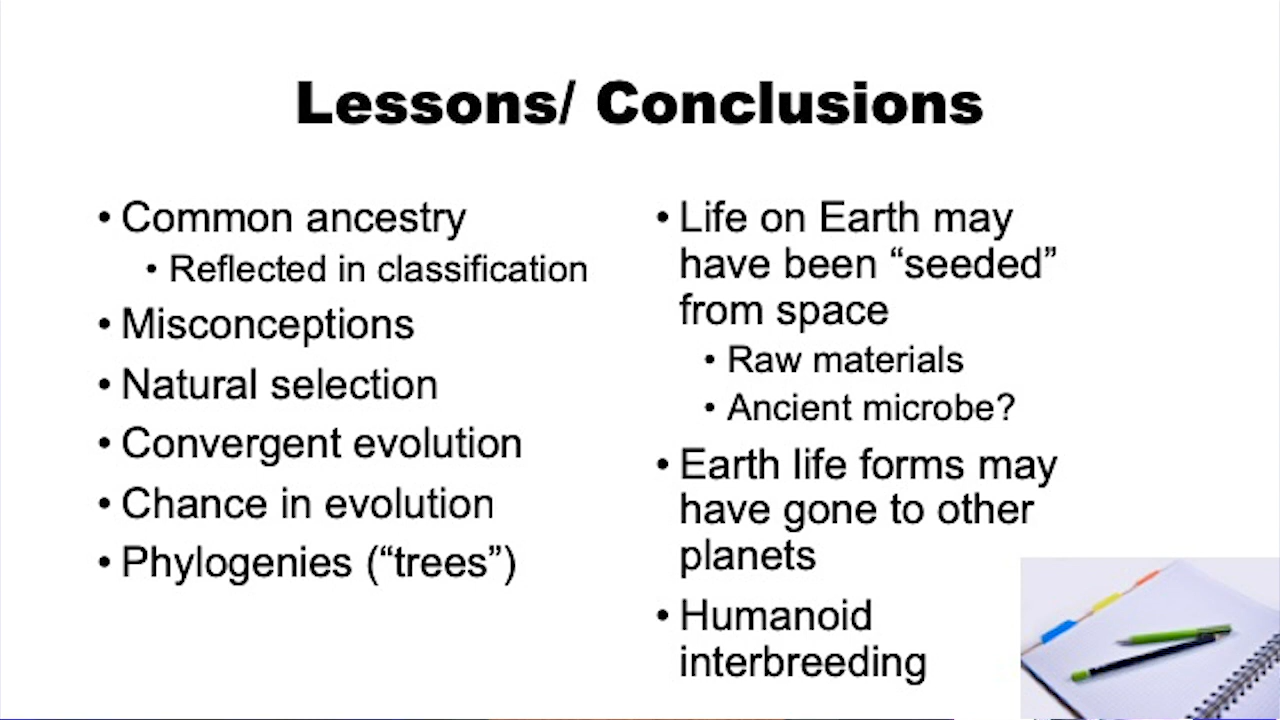 Lessons/ Conclusions
• Common ancestry
• Reflected in classification
• Misconceptions
• Natural selection
• Convergent evolution
• Chance in evolution
• Phylogenies (“trees”)
• Life on Earth may
have been “seeded”
from space
• Raw materials
• Ancient microbe?
• Earth life forms may
have gone to other
planets
• Humanoid
interbreeding